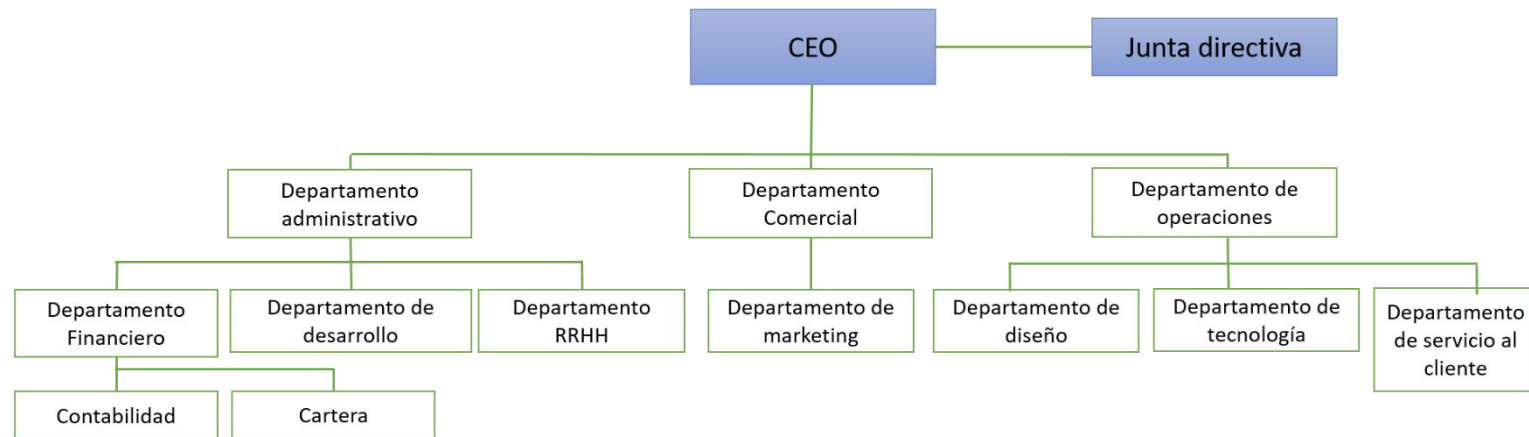 CEO
Junta directiva
Departamento
administrativo
Departamento
Comercial
Departamento de
operaciones
Departamento
Financiero
Departamento de
desarrollo
Departamento
RRHH
Departamento de
marketing
Departamento de
diseño
Departamento de
tecnología
Departamento
de servicio al
cliente
Contabilidad
Cartera